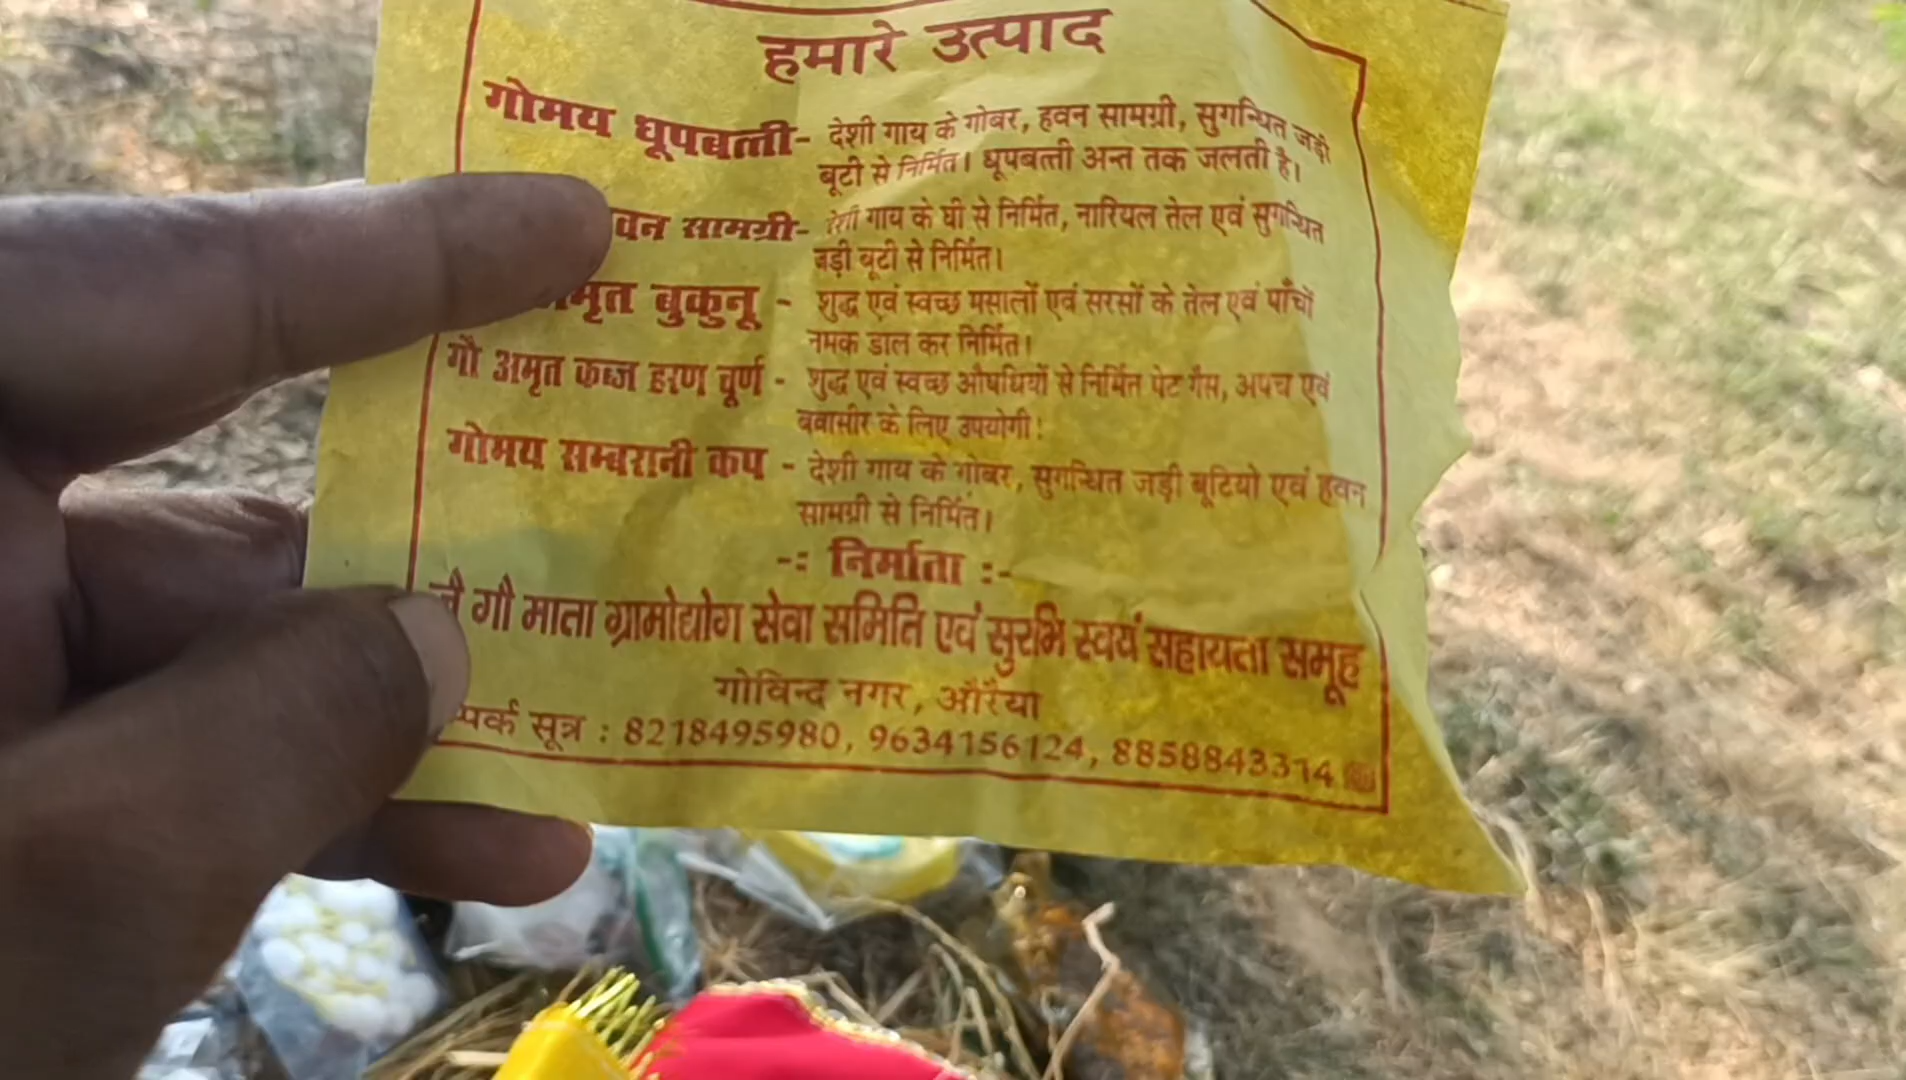 हमारे उत्पाद
गोमय धूपबत्ती- देशी गाय के गोबर, हवन सामग्री, सुगन्धित जड़ी
बूटी से निर्मित। धूपबत्ती अन्त तक जलती है।
वन सामग्री- देशी गाय के घी से निर्मित, नारियल तेल एवं सुगन्धित
जड़ी बूटी से निर्मित।
मृत बुकुनू - शुद्ध एवं स्वच्छ मसालों एवं सरसों के तेल एवं पाँचों
नमक डाल कर निर्मित।
गौ अमृत कब्ज हरण चूर्ण - शुद्ध एवं स्वच्छ औषधियों से निर्मित पेट गैस, अपच एवं
बवासीर के लिए उपयोगी।
गोमय सम्बरानी कप - देशी गाय के गोबर, सुगन्धित जड़ी बूटियो एवं हवन
सामग्री से निर्मित।
-: निर्माता :-
जै गौ माता ग्रामोद्योग सेवा समिति एवं सुरभि स्वयं सहायता समूह
गोविन्द नगर, औरैया
म्पर्क सूत्र : 8218495980, 9634156124, 8858843314